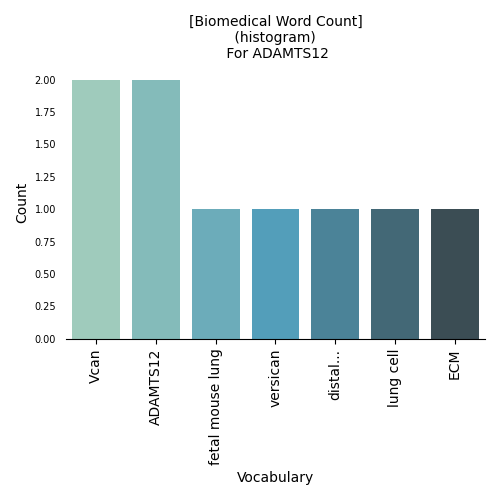 [Biomedical Word Count]
(histogram)
For ADAMTS12
2.00
1.75
1.50
1.25
1.00
0.75
0.50
0.25
0.00
Count
Vcan
ADAMTS12
fetal mouse lung
versican
distal...
lung cell
ECM
Vocabulary